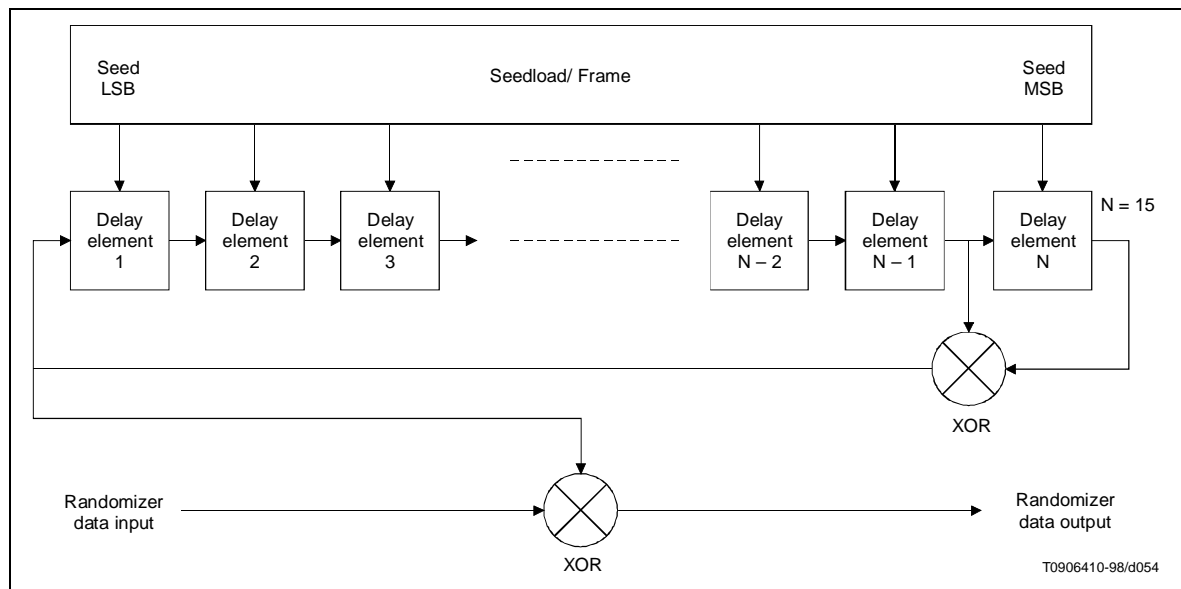 Seed
LSB
Seedload/ Frame
Seed
MSB
Delay
element
1
Delay
element
2
Delay
element
3
Delay
element
N – 2
Delay
element
N – 1
Delay
element
N
N = 15
XOR
Randomizer
data input
XOR
Randomizer
data output
T0906410-98/d054